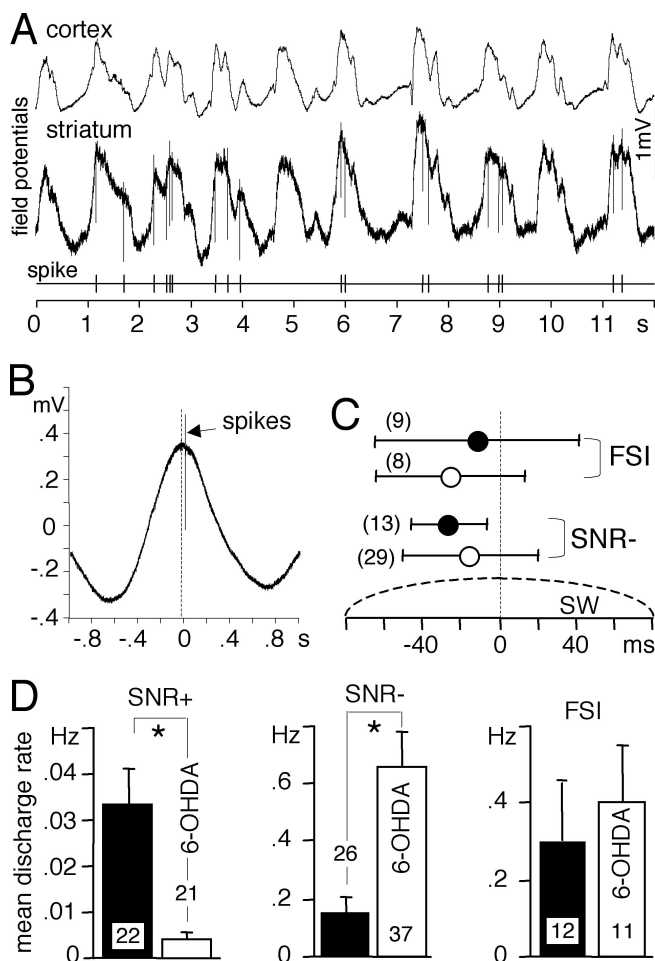 A
cortex
striatum
field potentials
1mV
spike
0 1 2 3 4 5 6 7 8 9 10 11 s
B
mV
.4
.2
0
-.2
-.4
spikes
-.8 -.4 0 .4 .8 s
C
(9)
(8)
FSI
(13)
(29)
SNR-
SW
-40 0 40 ms
D
mean discharge rate
SNR+
Hz
*
.04
.03
.02
.01
0
6-OHDA
21
22
SNR-
Hz
*
.6
.4
.2
0
26
6-OHDA
37
FSI
Hz
.4
.2
0
12
6-OHDA
11